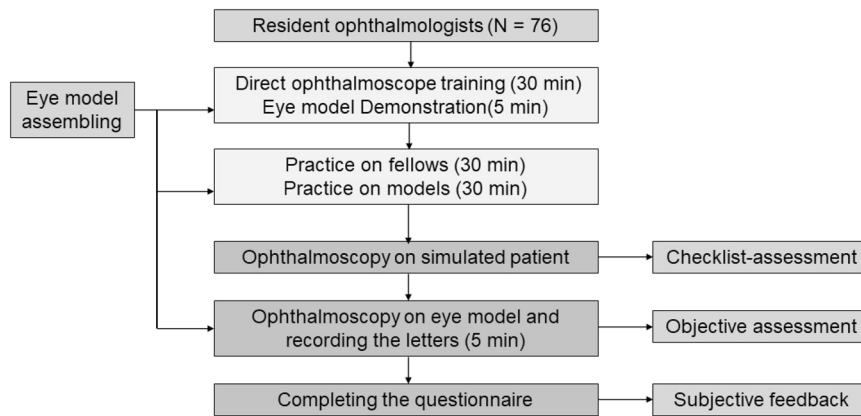 Resident ophthalmologists (N = 76)
Direct ophthalmoscope training (30 min)
Eye model Demonstration(5 min)
Eye model
assembling
Practice on fellows (30 min)
Practice on models (30 min)
Ophthalmoscopy on simulated patient
Checklist-assessment
Ophthalmoscopy on eye model and
recording the letters (5 min)
Objective assessment
Completing the questionnaire
Subjective feedback